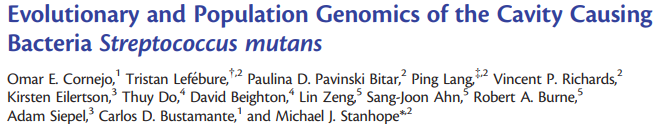 Evolutionary and Population Genomics of the Cavity Causing
Bacteria Streptococcus mutans
Omar E. Cornejo,1 Tristan Lefébure,†,2 Paulina D. Pavinski Bitar,2 Ping Lang,‡,2 Vincent P. Richards,2
Kirsten Eilertson,3 Thuy Do,4 David Beighton,4 Lin Zeng,5 Sang-Joon Ahn,5 Robert A. Burne,5
Adam Siepel,3 Carlos D. Bustamante,1 and Michael J. Stanhope*,2